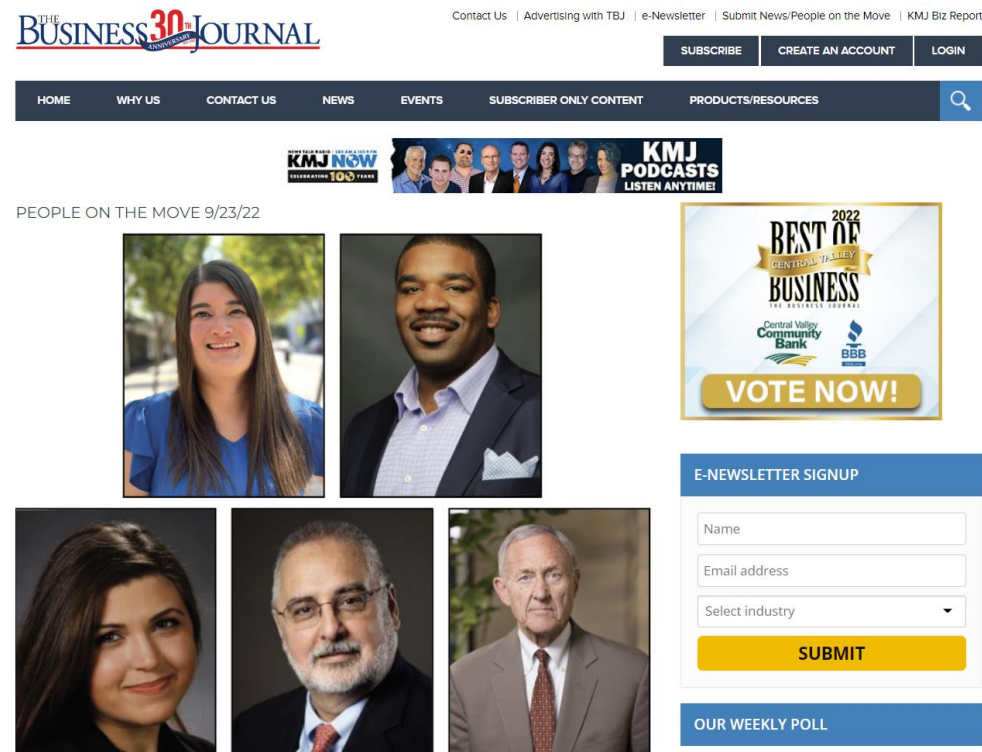 THE
BUSINESS 30TH JOURNAL
ANNIVERSARY
Contact Us | Advertising with TBJ | e-Newsletter | Submit News/People on the Move | KMJ Biz Report
SUBSCRIBE CREATE AN ACCOUNT LOGIN
HOME WHY US CONTACT US NEWS EVENTS SUBSCRIBER ONLY CONTENT PRODUCTS/RESOURCES
NEWS TALK RADIO
KMJ NOW
CELEBRATING 100 YEARS
KMJ
PODCASTS
LISTEN ANYTIME!
PEOPLE ON THE MOVE 9/23/22
2022
BEST OF
CENTRAL VALLEY
BUSINESS
THE BUSINESS JOURNAL
Central Valley
Community
Bank
BBB
VOTE NOW!
E-NEWSLETTER SIGNUP
Name
Email address
Select industry
SUBMIT
OUR WEEKLY POLL